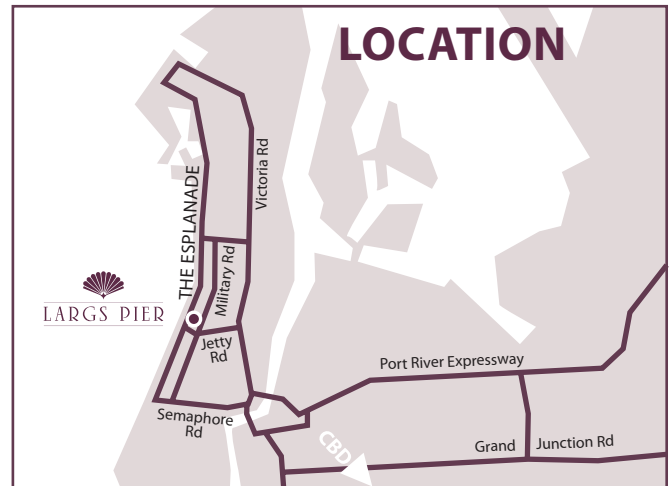 LOCATION
Victoria Rd
THE ESPLANADE
Military Rd
LARGS PIER
Jetty
Rd
Port River Expressway
Semaphore
Rd
CBD
Grand Junction Rd